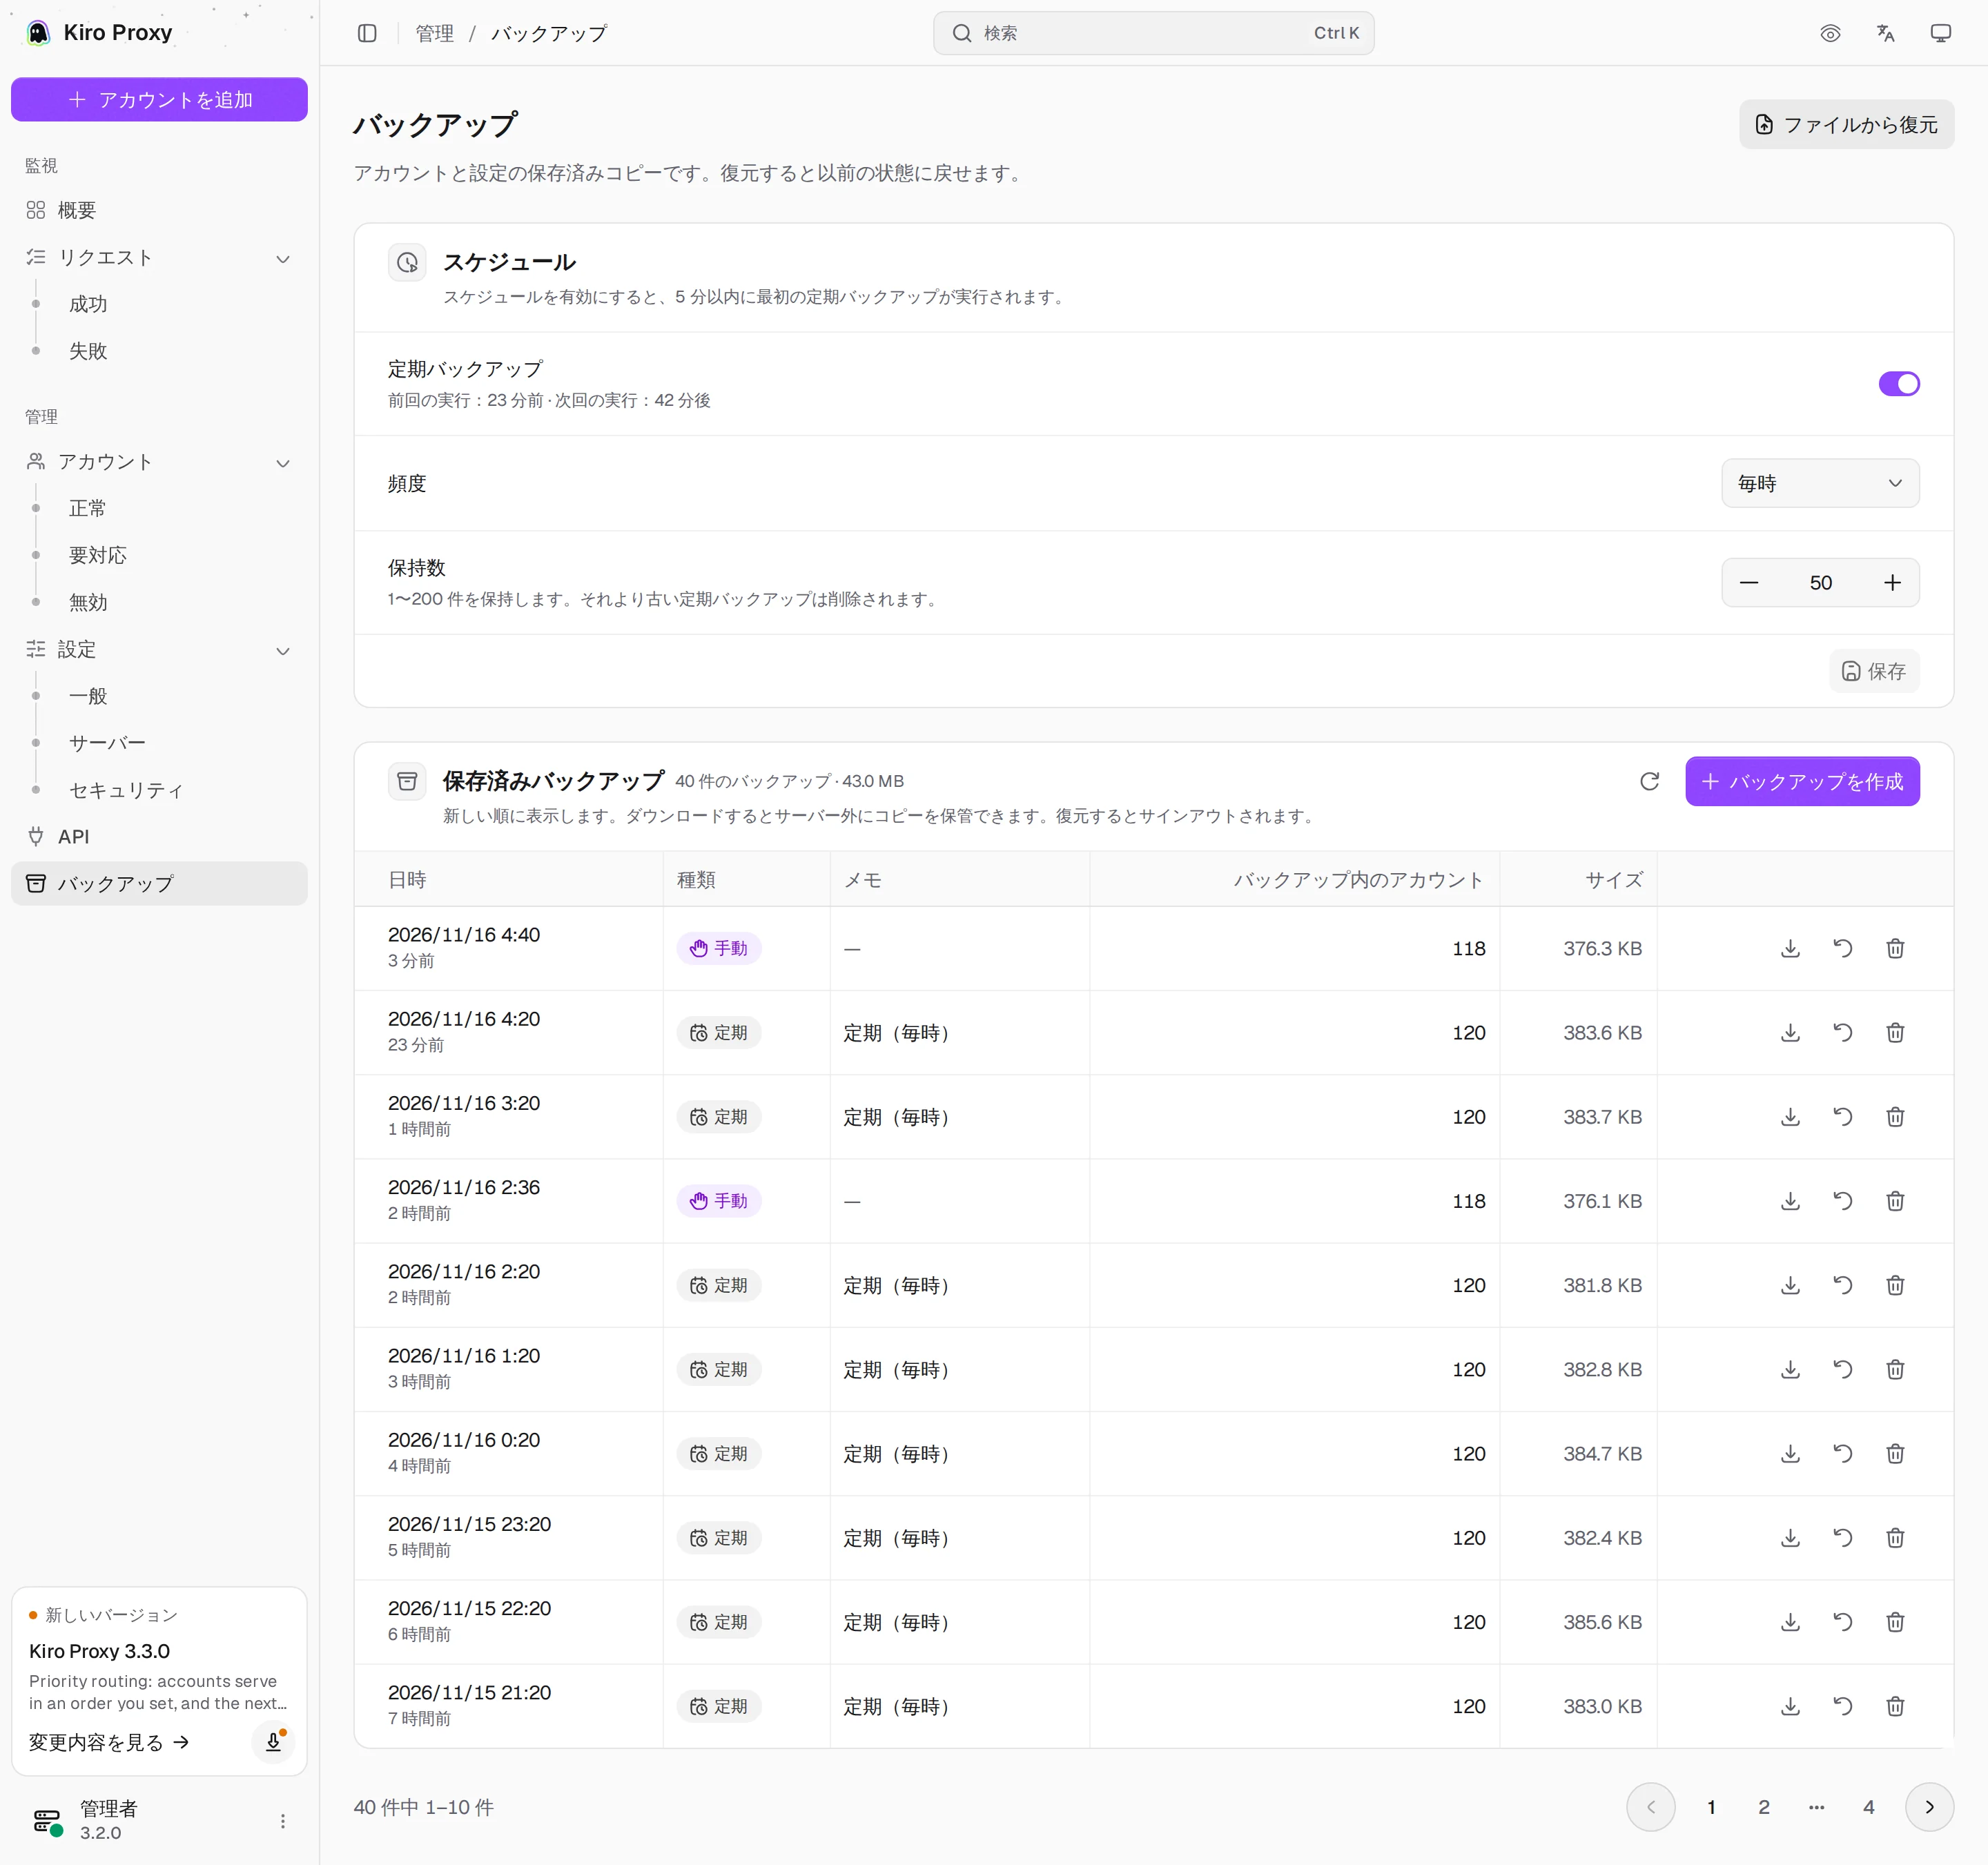 Kiro Proxy
アカウントを追加
監視
概要
リクエスト
成功
失敗
管理
アカウント
正常
要対応
無効
設定
一般
サーバー
セキュリティ
API
バックアップ
新しいバージョン
Kiro Proxy 3.3.0
Priority routing: accounts serve
in an order you set, and the next...
変更内容を見る →
管理者
3.2.0
管理 / バックアップ
検索 Ctrl K
バックアップ
ファイルから復元
アカウントと設定の保存済みコピーです。復元すると以前の状態に戻せます。
スケジュール
スケジュールを有効にすると、5 分以内に最初の定期バックアップが実行されます。
定期バックアップ
前回の実行：23 分前 · 次回の実行：42 分後
頻度
毎時
保持数
1〜200 件を保持します。それより古い定期バックアップは削除されます。
50
保存
保存済みバックアップ 40 件のバックアップ · 43.0 MB
バックアップを作成
新しい順に表示します。ダウンロードするとサーバー外にコピーを保管できます。復元するとサインアウトされます。
日時 種類 メモ バックアップ内のアカウント サイズ
2026/11/16 4:40
3 分前
手動 — 118 376.3 KB
2026/11/16 4:20
23 分前
定期 定期（毎時） 120 383.6 KB
2026/11/16 3:20
1 時間前
定期 定期（毎時） 120 383.7 KB
2026/11/16 2:36
2 時間前
手動 — 118 376.1 KB
2026/11/16 2:20
2 時間前
定期 定期（毎時） 120 381.8 KB
2026/11/16 1:20
3 時間前
定期 定期（毎時） 120 382.8 KB
2026/11/16 0:20
4 時間前
定期 定期（毎時） 120 384.7 KB
2026/11/15 23:20
5 時間前
定期 定期（毎時） 120 382.4 KB
2026/11/15 22:20
6 時間前
定期 定期（毎時） 120 385.6 KB
2026/11/15 21:20
7 時間前
定期 定期（毎時） 120 383.0 KB
40 件中 1–10 件
1 2 ... 4